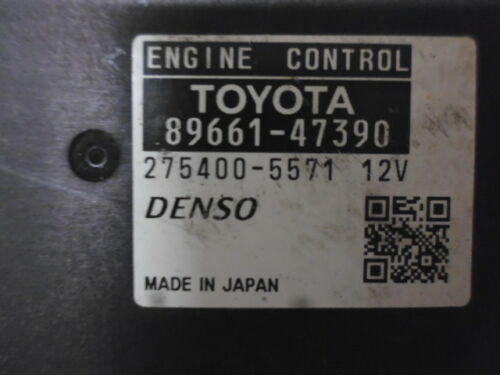 ENGINE CONTROL
TOYOTA
89661-47390
275400-5571 12V
DENSO
MADE IN JAPAN